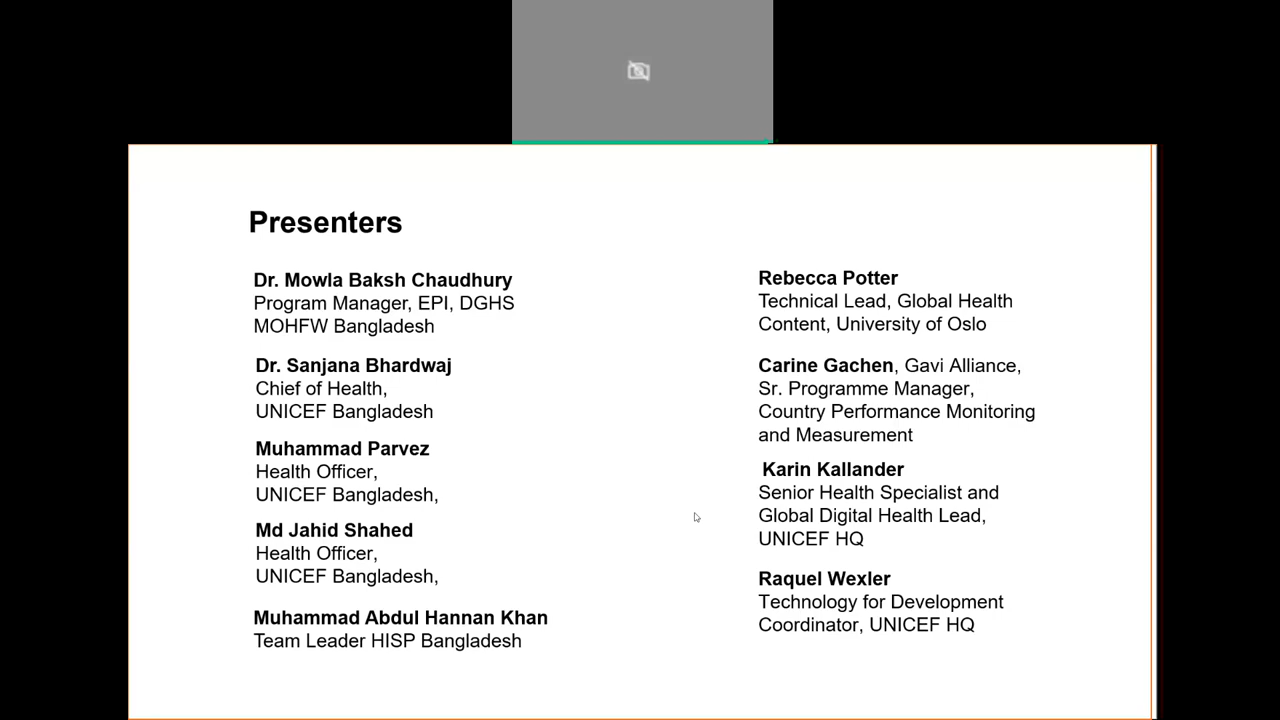 Presenters
Dr. Mowla Baksh Chaudhury
Program Manager, EPI, DGHS
MOHFW Bangladesh
Dr. Sanjana Bhardwaj
Chief of Health,
UNICEF Bangladesh
Muhammad Parvez
Health Officer,
UNICEF Bangladesh,
Md Jahid Shahed
Health Officer,
UNICEF Bangladesh,
Muhammad Abdul Hannan Khan
Team Leader HISP Bangladesh
Rebecca Potter
Technical Lead, Global Health
Content, University of Oslo
Carine Gachen, Gavi Alliance,
Sr. Programme Manager,
Country Performance Monitoring
and Measurement
Karin Kallander
Senior Health Specialist and
Global Digital Health Lead,
UNICEF HQ
Raquel Wexler
Technology for Development
Coordinator, UNICEF HQ